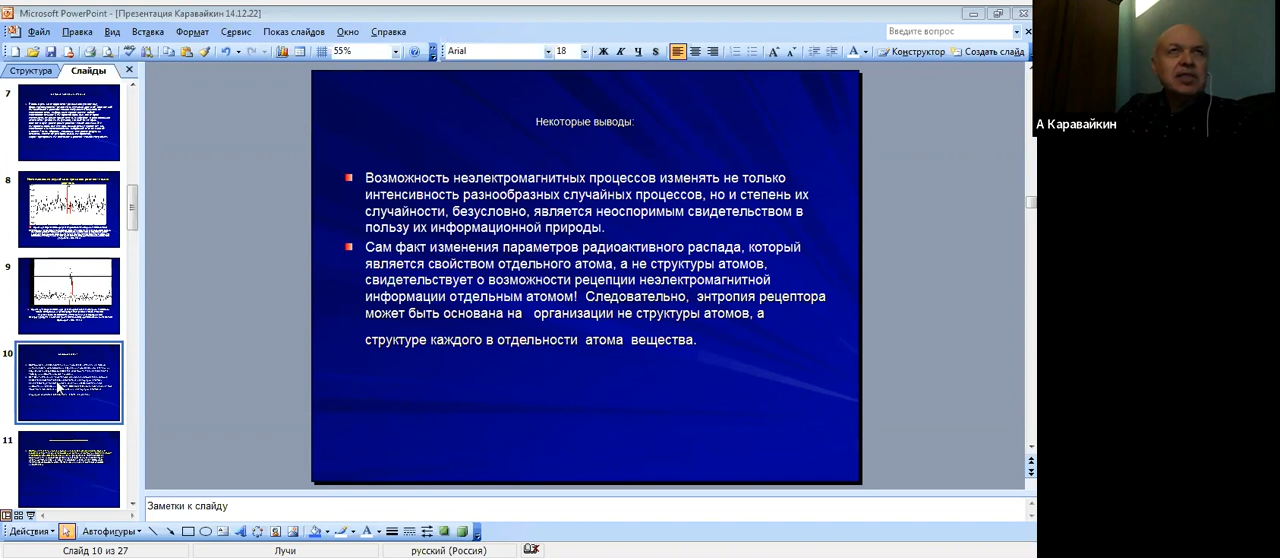 Microsoft PowerPoint - [Презентация Каравайкин 14.12.22]
Файл Правка Вид Вставка Формат Сервис Показ слайдов Окно Справка
Введите вопрос
55%
Arial
18
Ж К Ч S
Конструктор
Создать слайд
Структура Слайды
7
8
9
10
11
Некоторые выводы:
Возможность неэлектромагнитных процессов изменять не только
интенсивность разнообразных случайных процессов, но и степень их
случайности, безусловно, является неоспоримым свидетельством в
пользу их информационной природы.
Сам факт изменения параметров радиоактивного распада, который
является свойством отдельного атома, а не структуры атомов,
свидетельствует о возможности рецепции неэлектромагнитной
информации отдельным атомом! Следовательно, энтропия рецептора
может быть основана на организации не структуры атомов, а
структуре каждого в отдельности атома вещества.
А Каравайкин
Заметки к слайду
Действия Автофигуры
Слайд 10 из 27
Лучи
русский (Россия)